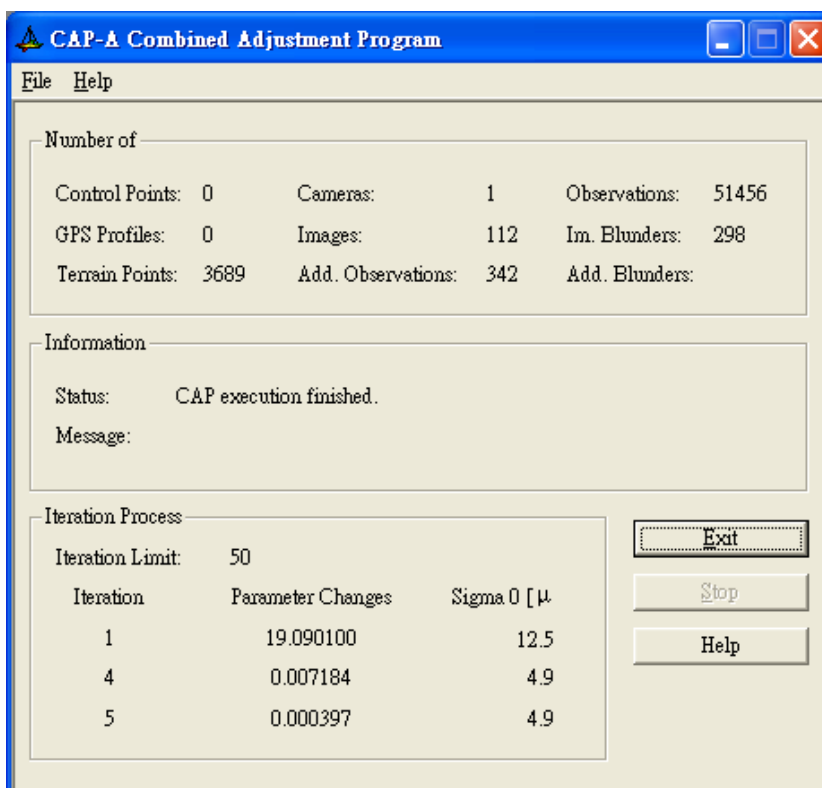 CAP-A Combined Adjustment Program
File Help
Number of
Control Points: 0 Cameras: 1 Observations: 51456
GPS Profiles: 0 Images: 112 Im. Blunders: 298
Terrain Points: 3689 Add. Observations: 342 Add. Blunders:
Information
Status: CAP execution finished.
Message:
Iteration Process
Iteration Limit: 50
Iteration Parameter Changes Sigma 0 [ μ
1 19.090100 12.5
4 0.007184 4.9
5 0.000397 4.9
Exit
Stop
Help